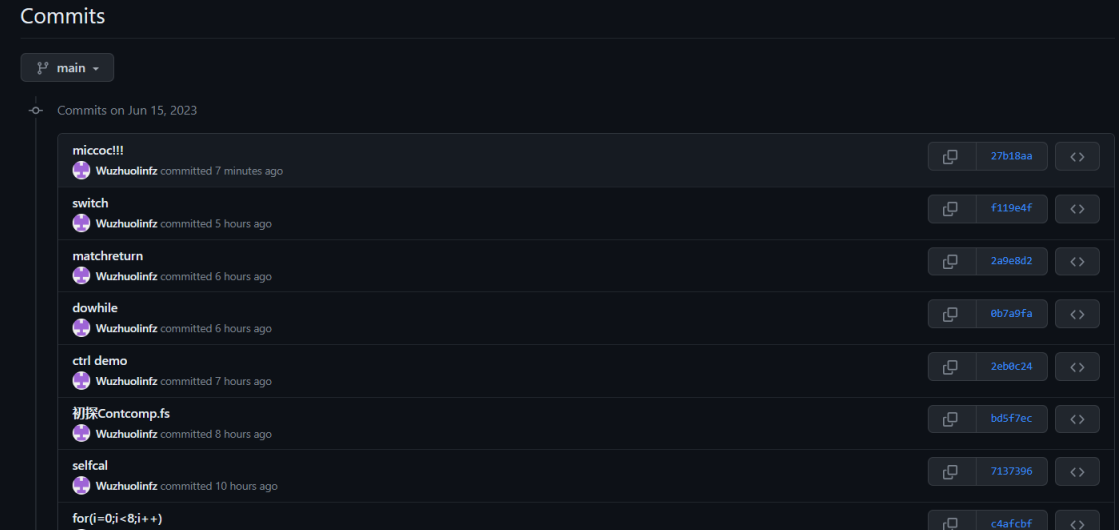 Commits
main
Commits on Jun 15, 2023
miccoc!!!
Wuzhuolinfz committed 7 minutes ago
27b18aa
switch
Wuzhuolinfz committed 5 hours ago
f119e4f
matchreturn
Wuzhuolinfz committed 6 hours ago
2a9e8d2
dowhile
Wuzhuolinfz committed 6 hours ago
0b7a9fa
ctrl demo
Wuzhuolinfz committed 7 hours ago
2eb0c24
初探Contcomp.fs
Wuzhuolinfz committed 8 hours ago
bd5f7ec
selfcal
Wuzhuolinfz committed 10 hours ago
7137396
for(i=0;i<8;i++)
c4afcbf